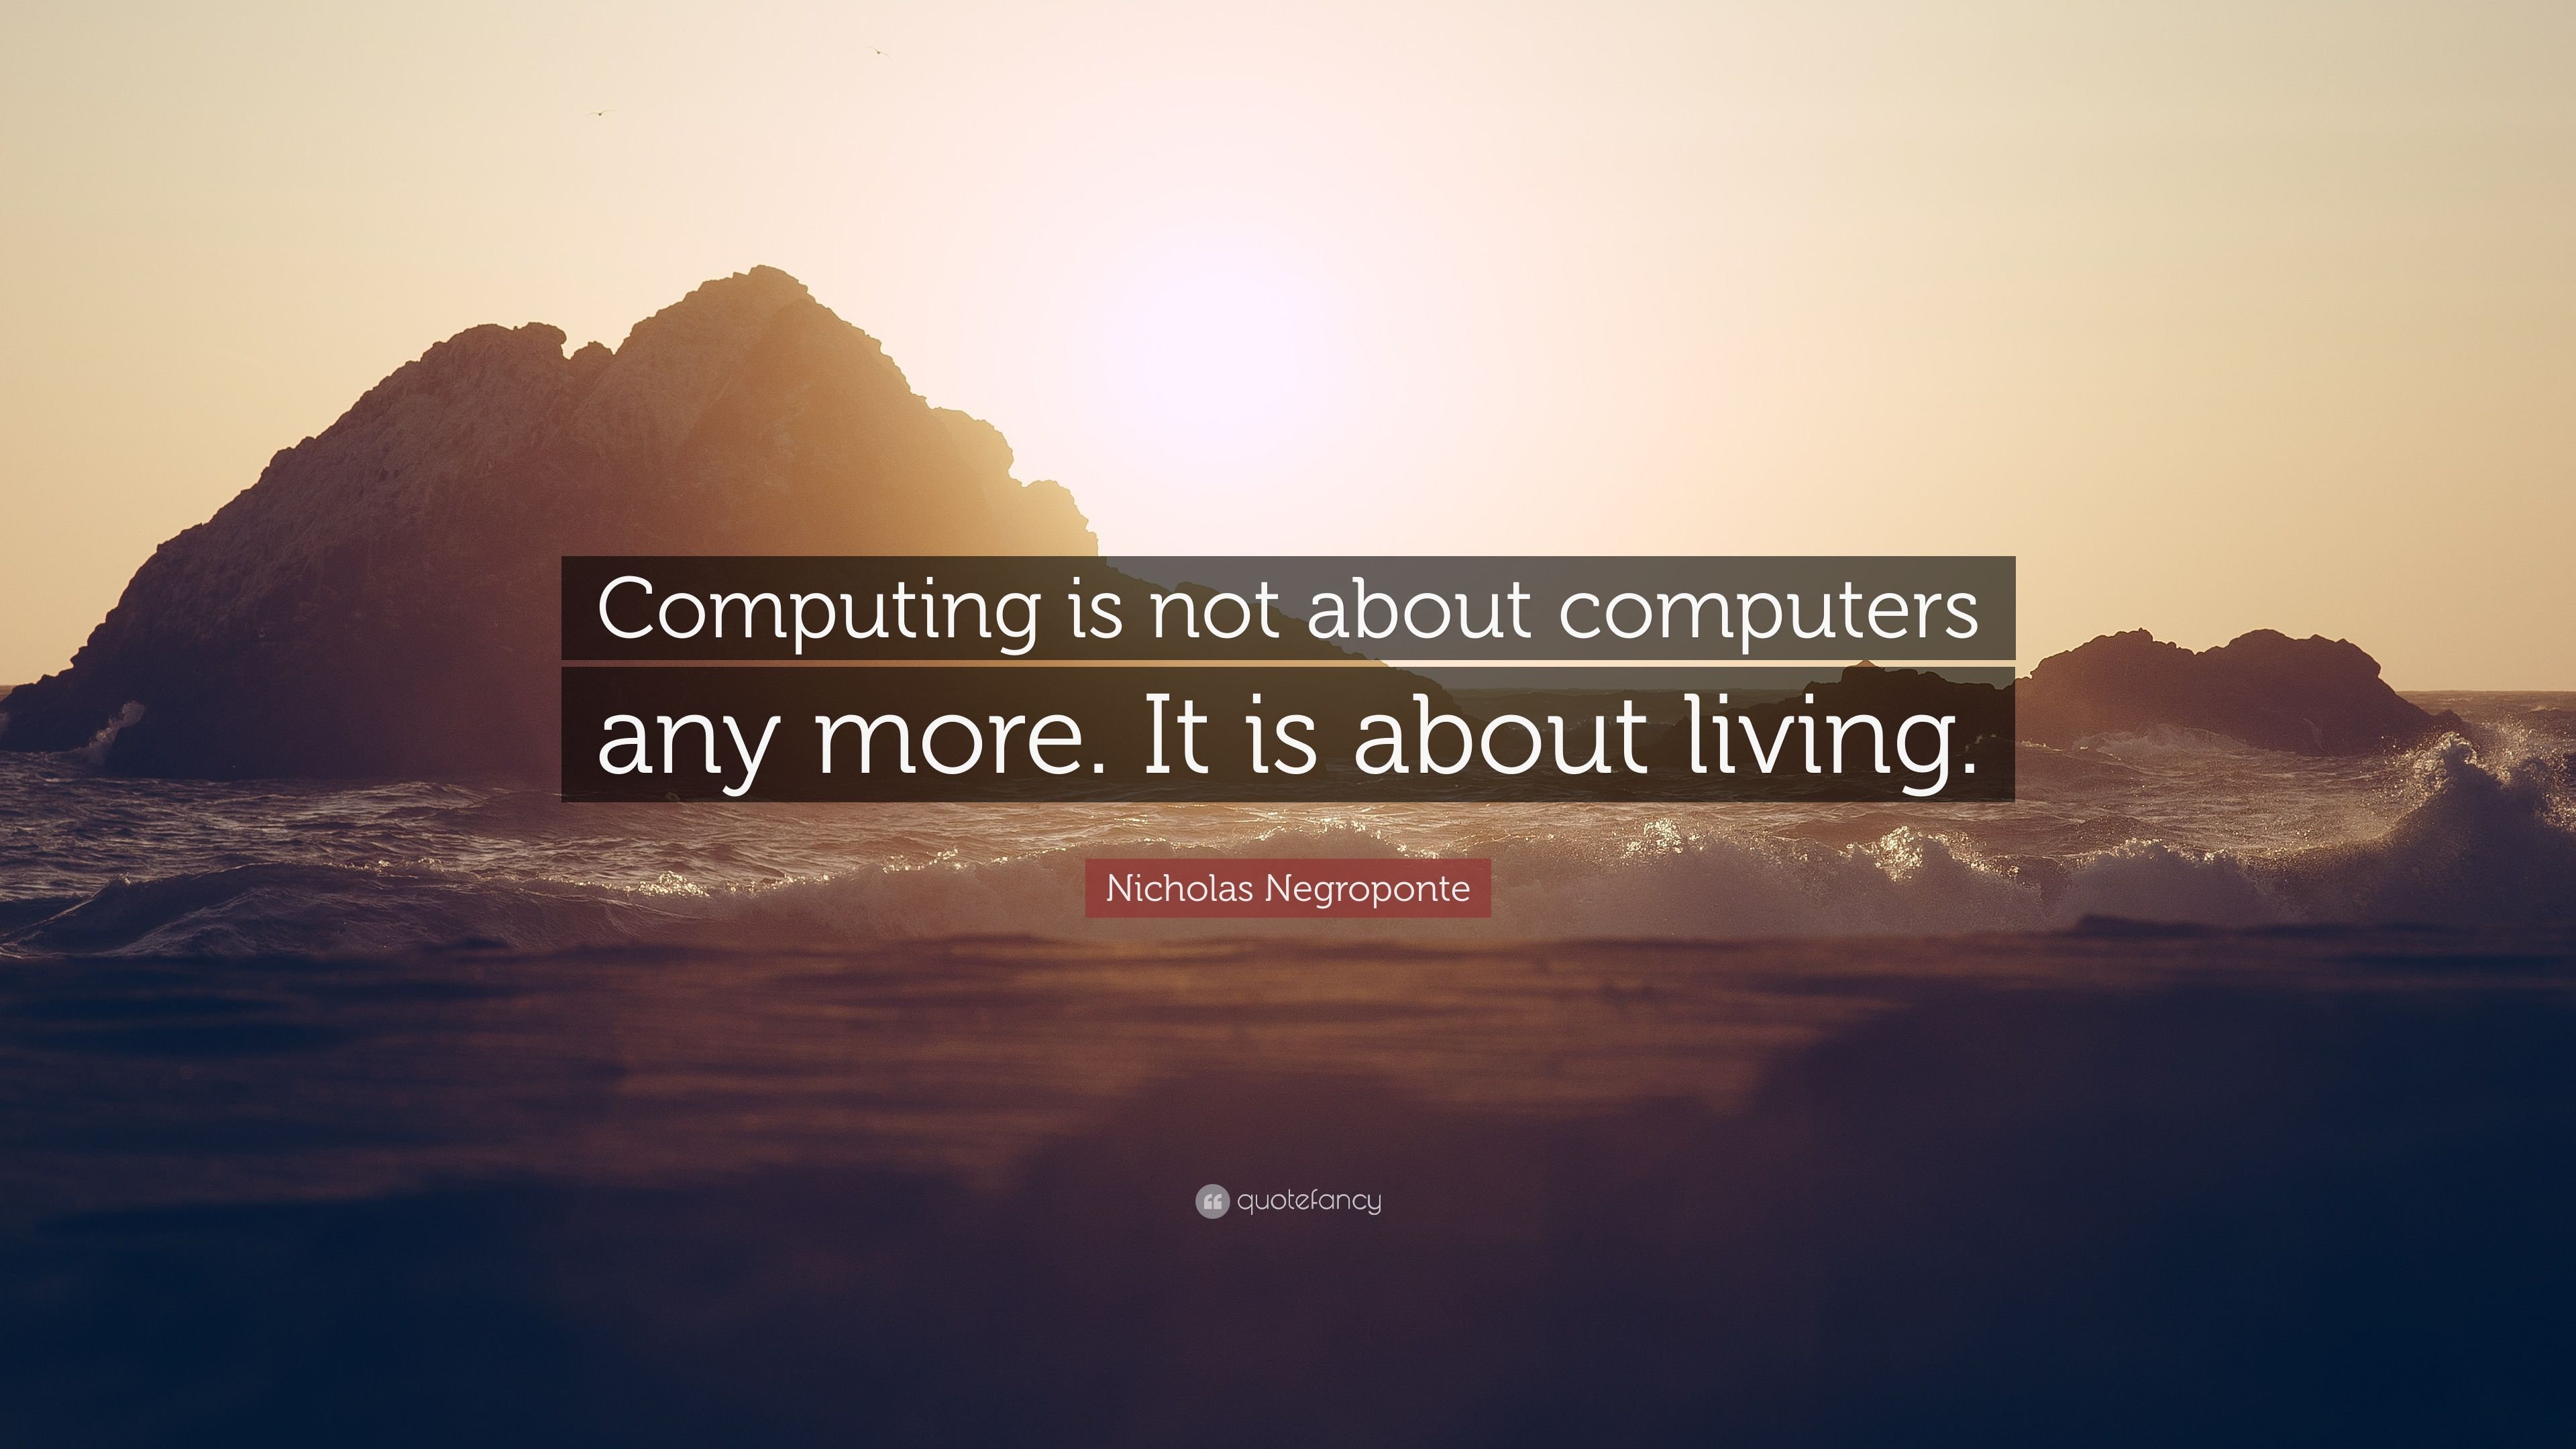 Computing is not about computers
any more. It is about living.
Nicholas Negroponte
quotefancy